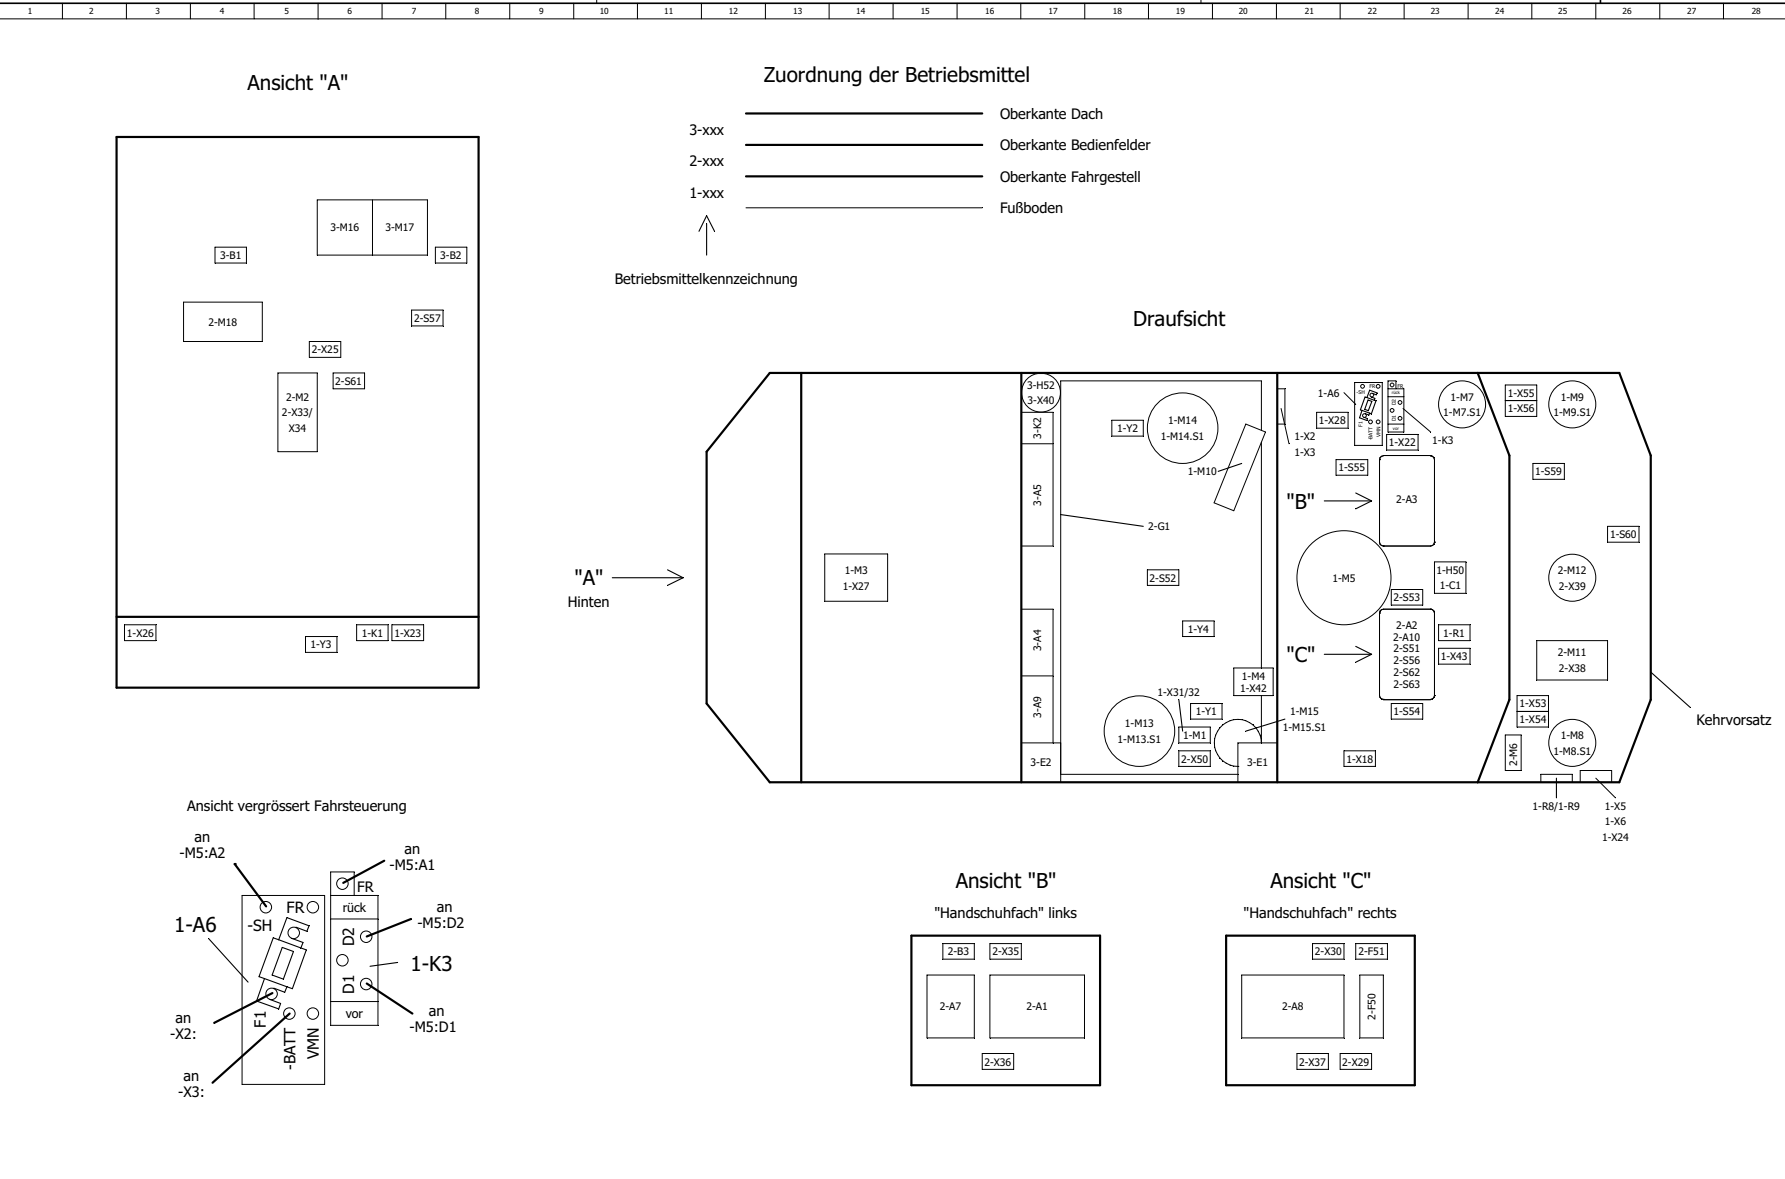 1 2 3 4 5 6 7 8 9 10 11 12 13 14 15 16 17 18 19 20 21 22 23 24 25 26 27 28
Ansicht "A"
3-M16
3-M17
3-B1
3-B2
2-M18
2-S57
2-X25
2-S61
2-M2
2-X33/
X34
1-X26
1-Y3
1-K1
1-X23
Zuordnung der Betriebsmittel
Oberkante Dach
3-xxx
Oberkante Bedienfelder
2-xxx
Oberkante Fahrgestell
1-xxx
Fußboden
Betriebsmittelkennzeichnung
Draufsicht
"A"
Hinten
1-M3
1-X27
3-H52
3-X40
3-K2
3-A5
3-A4
3-A9
3-E2
1-Y2
1-M14
1-M14.S1
1-M10
2-G1
2-S52
1-Y4
1-M4
1-X42
1-X31/32
1-Y1
1-M13
1-M13.S1
1-M1
2-X50
3-E1
1-M15
1-M15.S1
1-X2
1-X3
1-A6
1-X28
-SH
FR
F1
-BATT
VMN
FR
rück
D2
D1
vor
1-X22
1-K3
1-M7
1-M7.S1
1-S55
"B"
2-A3
1-M5
1-H50
1-C1
2-S53
"C"
2-A2
2-A10
2-S51
2-S56
2-S62
2-S63
1-R1
1-X43
1-S54
1-X18
1-X55
1-X56
1-M9
1-M9.S1
1-S59
1-S60
2-M12
2-X39
2-M11
2-X38
1-X53
1-X54
2-M6
1-M8
1-M8.S1
Kehrvorsatz
1-R8/1-R9
1-X5
1-X6
1-X24
Ansicht vergrössert Fahrsteuerung
an
-M5:A2
an
-M5:A1
FR
rück
an
-M5:D2
1-A6
-SH
FR
D2
1-K3
D1
an
-M5:D1
vor
F1
-BATT
VMN
an
-X2:
an
-X3:
Ansicht "B"
"Handschuhfach" links
2-B3
2-X35
2-A7
2-A1
2-X36
Ansicht "C"
"Handschuhfach" rechts
2-X30
2-F51
2-A8
2-F50
2-X37
2-X29